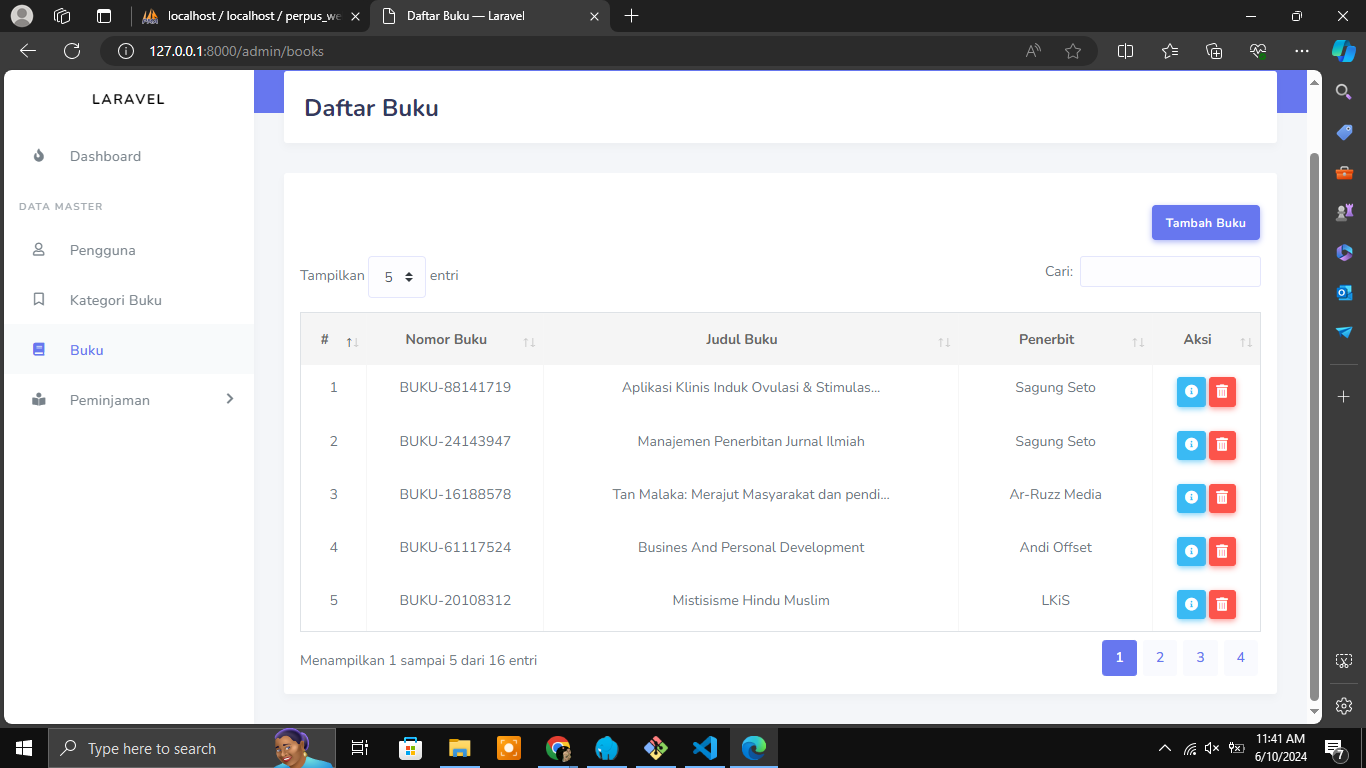 localhost / localhost / perpus_we
Daftar Buku — Laravel
127.0.0.1:8000/admin/books
LARAVEL
Dashboard
DATA MASTER
Pengguna
Kategori Buku
Buku
Peminjaman
Daftar Buku
Tambah Buku
Tampilkan 5 entri
Cari:
# Nomor Buku Judul Buku Penerbit Aksi
1 BUKU-88141719 Aplikasi Klinis Induk Ovulasi & Stimulas... Sagung Seto
2 BUKU-24143947 Manajemen Penerbitan Jurnal Ilmiah Sagung Seto
3 BUKU-16188578 Tan Malaka: Merajut Masyarakat dan pendi... Ar-Ruzz Media
4 BUKU-61117524 Busines And Personal Development Andi Offset
5 BUKU-20108312 Mistisisme Hindu Muslim LKiS
Menampilkan 1 sampai 5 dari 16 entri
1 2 3 4
Type here to search
11:41 AM
6/10/2024
7